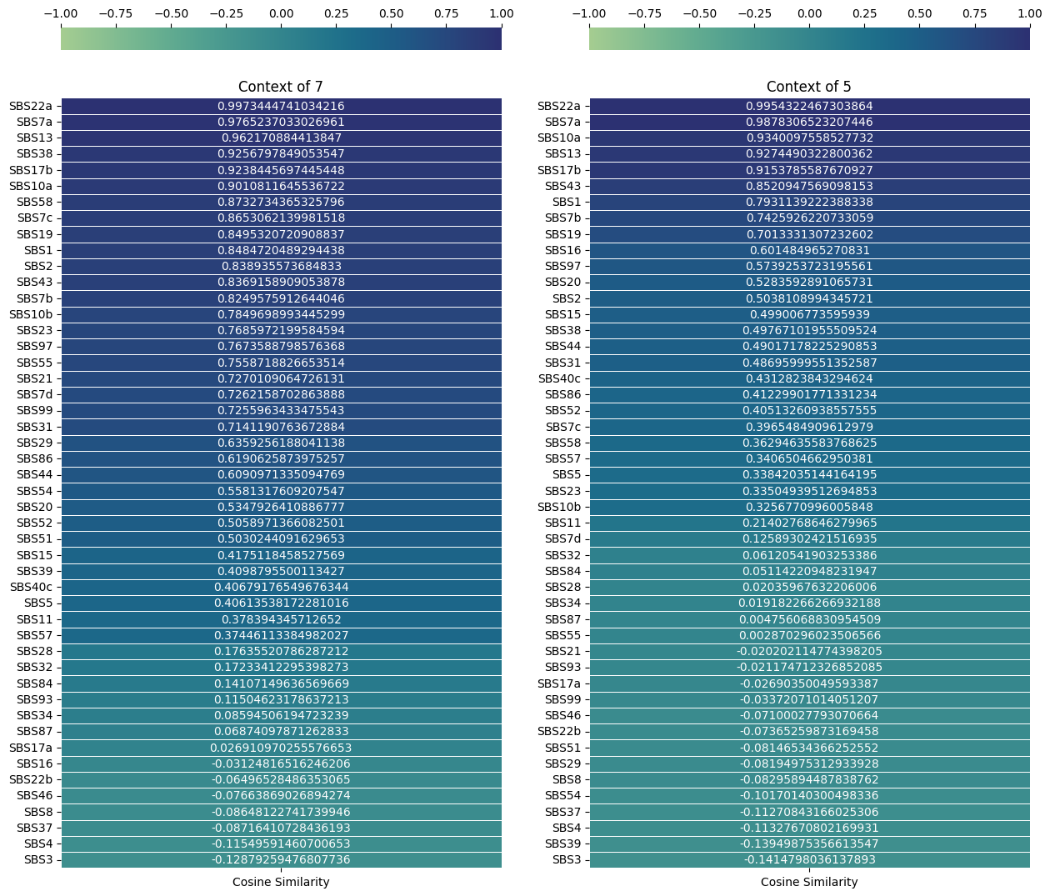 −1.00 −0.75 −0.50 −0.25 0.00 0.25 0.50 0.75 1.00
Context of 7
SBS22a 0.9973444741034216
SBS7a 0.9765237033026961
SBS13 0.962170884413847
SBS38 0.9256797849053547
SBS17b 0.9238445697445448
SBS10a 0.9010811645536722
SBS58 0.8732734365325796
SBS7c 0.8653062139981518
SBS19 0.8495320720908837
SBS1 0.8484720489294438
SBS2 0.838935573684833
SBS43 0.8369158909053878
SBS7b 0.8249575912644046
SBS10b 0.7849698993445299
SBS23 0.7685972199584594
SBS97 0.7673588798576368
SBS55 0.7558718826653514
SBS21 0.7270109064726131
SBS7d 0.7262158702863888
SBS99 0.7255963433475543
SBS31 0.7141190763672884
SBS29 0.6359256188041138
SBS86 0.6190625873975257
SBS44 0.6090971335094769
SBS54 0.5581317609207547
SBS20 0.5347926410886777
SBS52 0.5058971366082501
SBS51 0.5030244091629653
SBS15 0.4175118458527569
SBS39 0.4098795500113427
SBS40c 0.40679176549676344
SBS5 0.40613538172281016
SBS11 0.378394345712652
SBS57 0.37446113384982027
SBS28 0.17635520786287212
SBS32 0.17233412295398273
SBS84 0.14107149636569669
SBS93 0.11504623178637213
SBS34 0.08594506194723239
SBS87 0.06874097871262833
SBS17a 0.026910970255576653
SBS16 -0.03124816516246206
SBS22b -0.06496528486353065
SBS46 -0.07663869026894274
SBS8 -0.08648122741739946
SBS37 -0.08716410728436193
SBS4 -0.11549591460700653
SBS3 -0.12879259476807736
Cosine Similarity
−1.00 −0.75 −0.50 −0.25 0.00 0.25 0.50 0.75 1.00
Context of 5
SBS22a 0.9954322467303864
SBS7a 0.9878306523207446
SBS10a 0.9340097558527732
SBS13 0.9274490322800362
SBS17b 0.9153785587670927
SBS43 0.8520947569098153
SBS1 0.7931139222388338
SBS7b 0.7425926220733059
SBS19 0.7013331307232602
SBS16 0.601484965270831
SBS97 0.5739253723195561
SBS20 0.5283592891065731
SBS2 0.5038108994345721
SBS15 0.499006773595939
SBS38 0.49767101955509524
SBS44 0.49017178225290853
SBS31 0.48695999551352587
SBS40c 0.4312823843294624
SBS86 0.41229901771331234
SBS52 0.40513260938557555
SBS7c 0.3965484909612979
SBS58 0.36294635583768625
SBS57 0.3406504662950381
SBS5 0.33842035144164195
SBS23 0.33504939512694853
SBS10b 0.3256770996005848
SBS11 0.21402768646279965
SBS7d 0.12589302421516935
SBS32 0.06120541903253386
SBS84 0.05114220948231947
SBS28 0.02035967632206006
SBS34 0.019182266266932188
SBS87 0.004756068830954509
SBS55 0.002870296023506566
SBS21 -0.020202114774398205
SBS93 -0.021174712326852085
SBS17a -0.02690350049593387
SBS99 -0.03372071014051207
SBS46 -0.07100027793070664
SBS22b -0.07365259873169458
SBS51 -0.08146534366252552
SBS29 -0.08194975312933928
SBS8 -0.08295894487838762
SBS54 -0.10170140300498336
SBS37 -0.11270843166025306
SBS4 -0.11327670802169931
SBS39 -0.13949875356613547
SBS3 -0.1414798036137893
Cosine Similarity